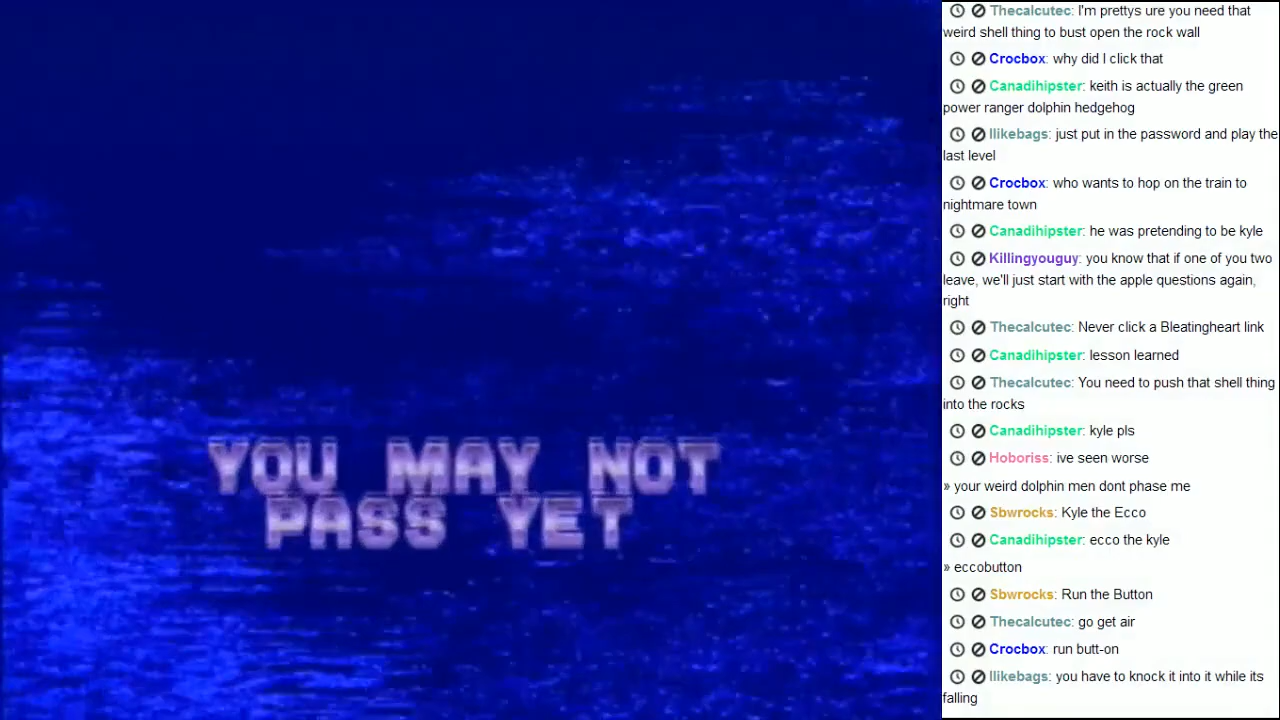 YOU MAY NOT
PASS YET
Thecalcutec: I'm prettys ure you need that
weird shell thing to bust open the rock wall
Crocbox: why did I click that
Canadihipster: keith is actually the green
power ranger dolphin hedgehog
Ilikebags: just put in the password and play the
last level
Crocbox: who wants to hop on the train to
nightmare town
Canadihipster: he was pretending to be kyle
Killingyouguy: you know that if one of you two
leave, we'll just start with the apple questions again,
right
Thecalcutec: Never click a Bleatingheart link
Canadihipster: lesson learned
Thecalcutec: You need to push that shell thing
into the rocks
Canadihipster: kyle pls
Hoboriss: ive seen worse
» your weird dolphin men dont phase me
Sbwrocks: Kyle the Ecco
Canadihipster: ecco the kyle
» eccobutton
Sbwrocks: Run the Button
Thecalcutec: go get air
Crocbox: run butt-on
Ilikebags: you have to knock it into it while its
falling